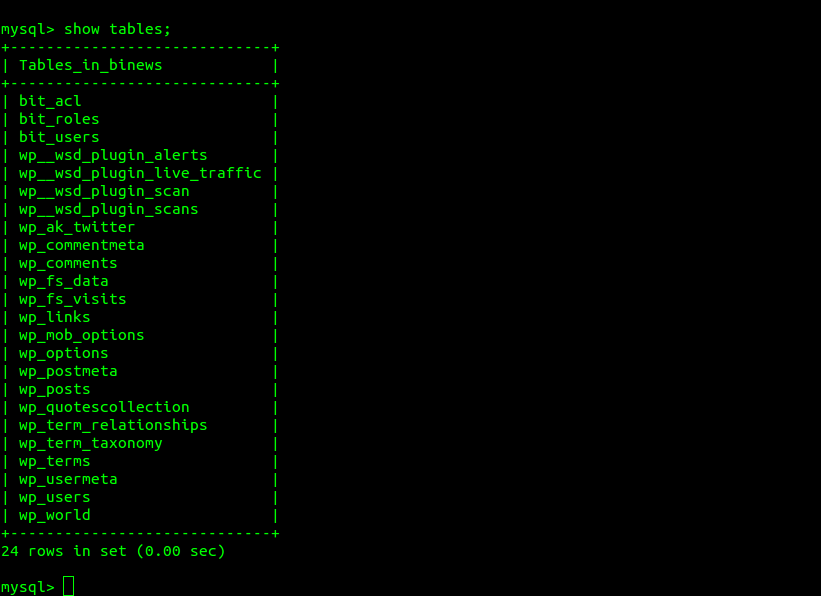 mysql> show tables;
+-----------------------------+
| Tables_in_binews            |
+-----------------------------+
| bit_acl                     |
| bit_roles                   |
| bit_users                   |
| wp__wsd_plugin_alerts       |
| wp__wsd_plugin_live_traffic |
| wp__wsd_plugin_scan         |
| wp__wsd_plugin_scans        |
| wp_ak_twitter               |
| wp_commentmeta              |
| wp_comments                 |
| wp_fs_data                  |
| wp_fs_visits                |
| wp_links                    |
| wp_mob_options              |
| wp_options                  |
| wp_postmeta                 |
| wp_posts                    |
| wp_quotescollection         |
| wp_term_relationships       |
| wp_term_taxonomy            |
| wp_terms                    |
| wp_usermeta                 |
| wp_users                    |
| wp_world                    |
+-----------------------------+
24 rows in set (0.00 sec)
mysql>